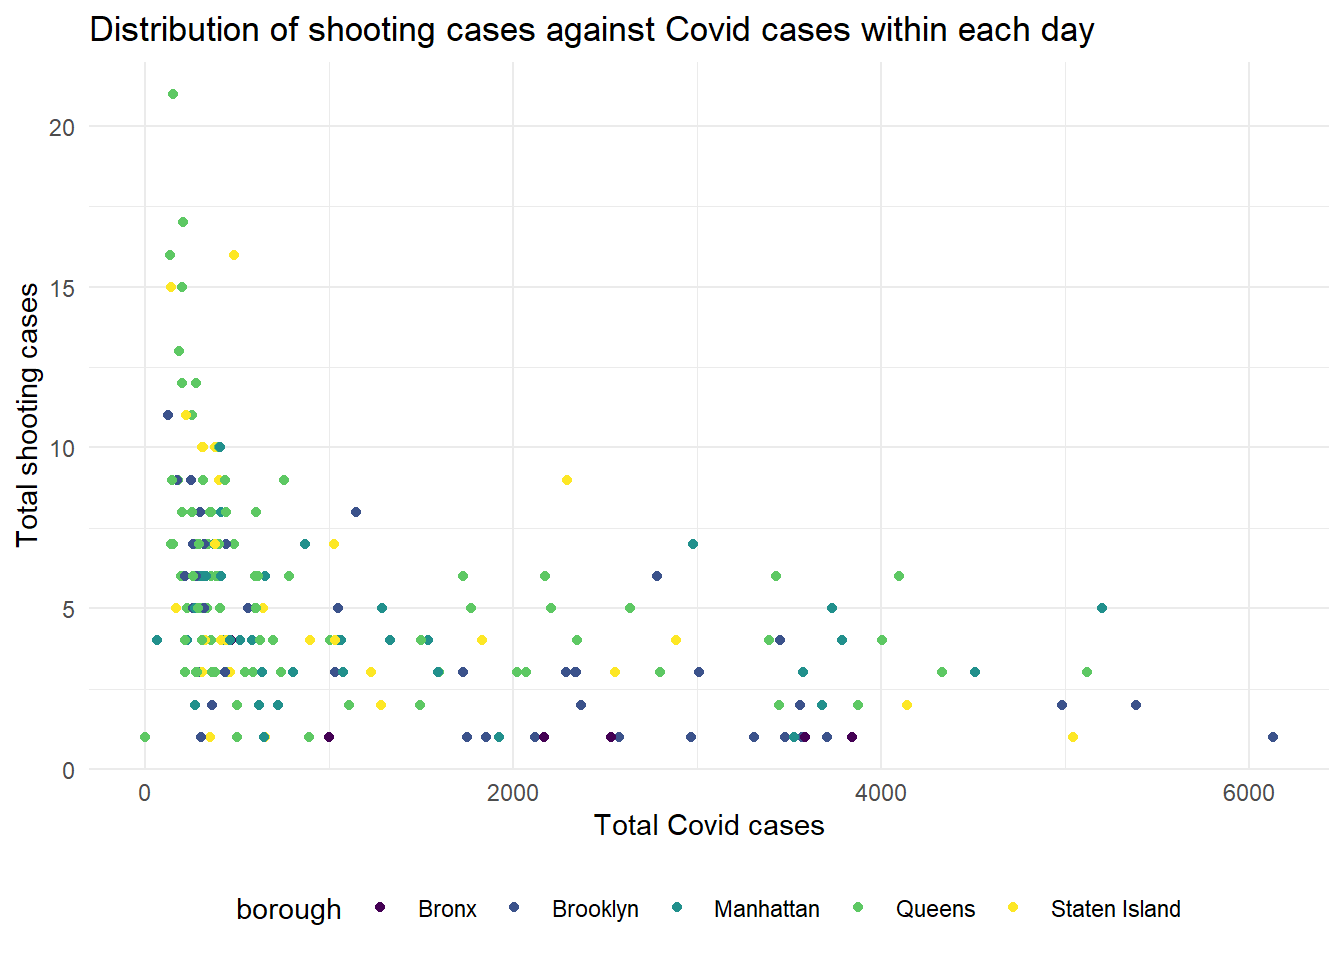 Distribution of shooting cases against Covid cases within each day
Total shooting cases
20
15
10
5
0
0 2000 4000 6000
Total Covid cases
borough Bronx Brooklyn Manhattan Queens Staten Island